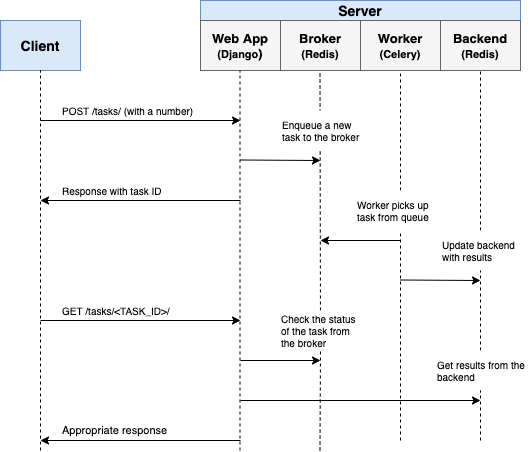 Server
Client
Web App
(Django)
Broker
(Redis)
Worker
(Celery)
Backend
(Redis)
POST /tasks/ (with a number)
Enqueue a new
task to the broker
Response with task ID
Worker picks up
task from queue
Update backend
with results
GET /tasks/<TASK_ID>/
Check the status
of the task from
the broker
Get results from the
backend
Appropriate response